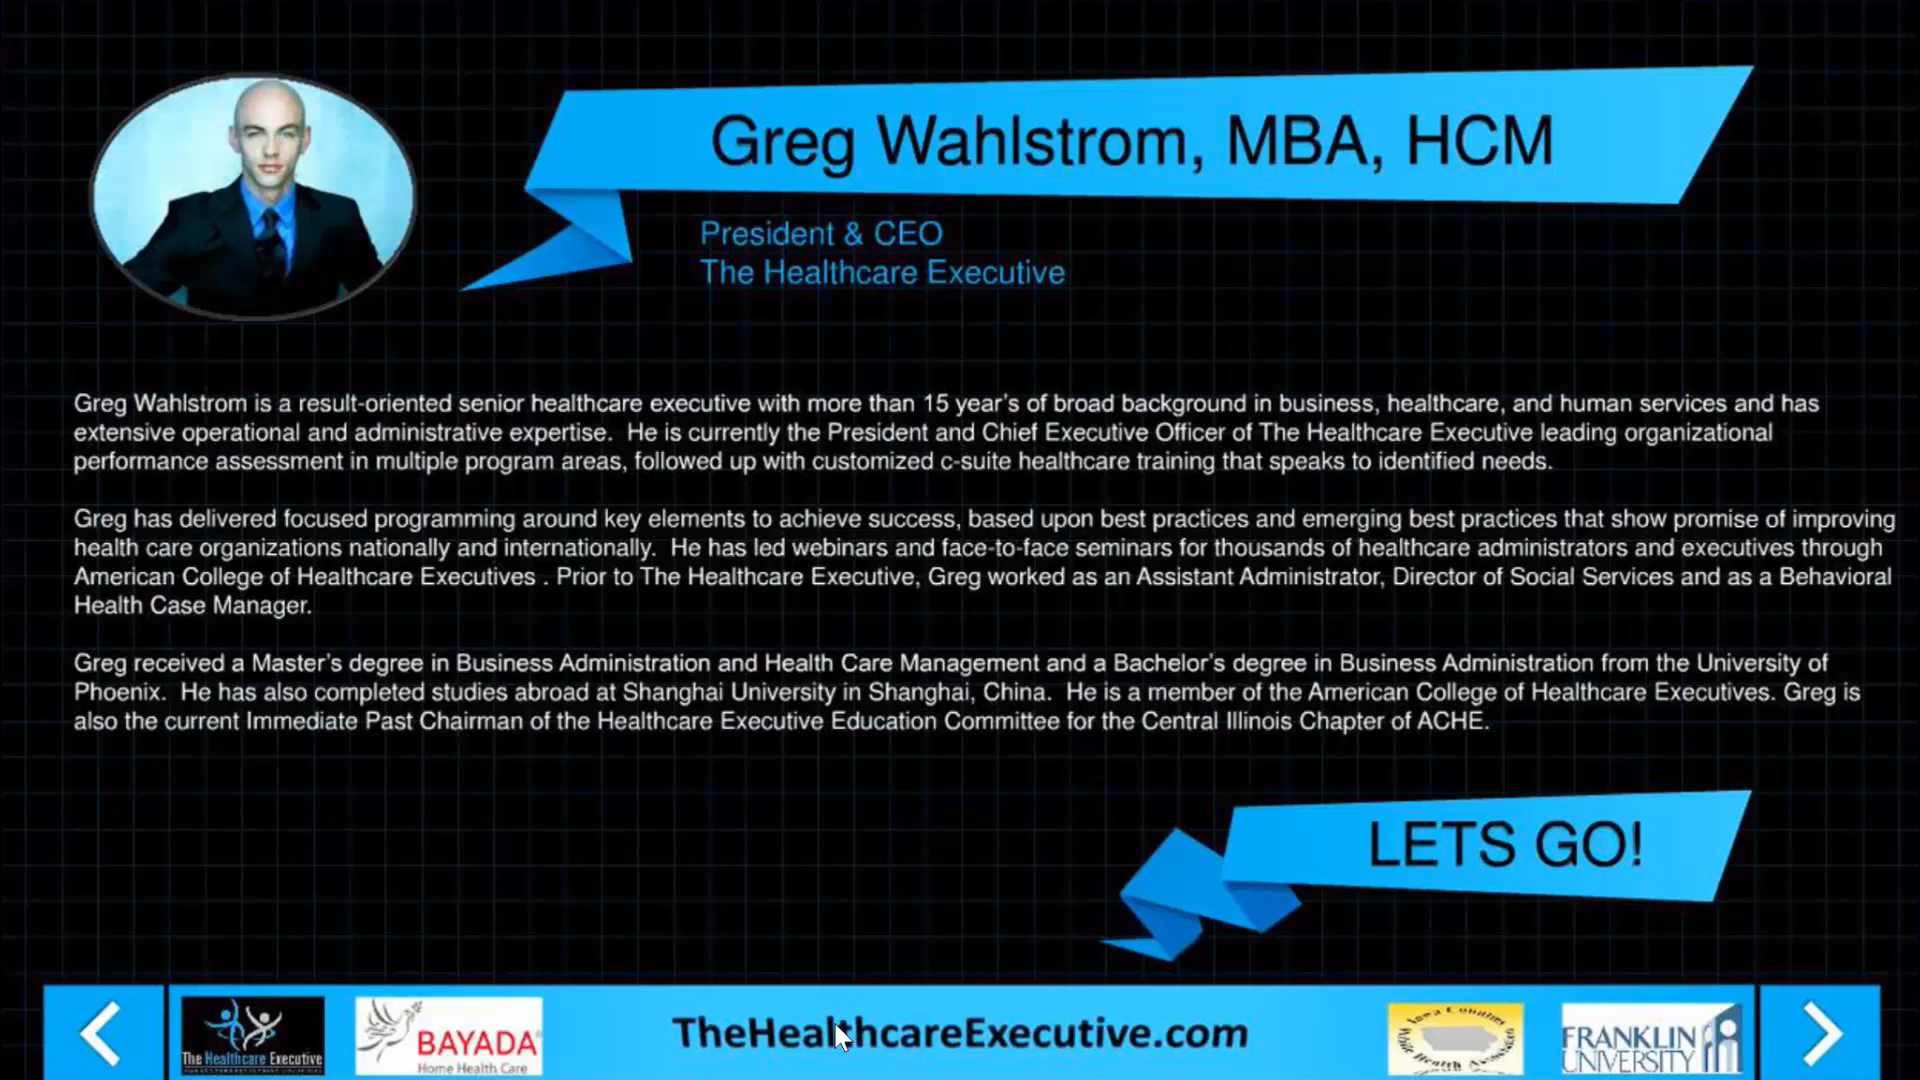 Greg Wahlstrom, MBA, HCM
President & CEO
The Healthcare Executive
Greg Wahlstrom is a result-oriented senior healthcare executive with more than 15 year's of broad background in business, healthcare, and human services and has
extensive operational and administrative expertise. He is currently the President and Chief Executive Officer of The Healthcare Executive leading organizational
performance assessment in multiple program areas, followed up with customized c-suite healthcare training that speaks to identified needs.
Greg has delivered focused programming around key elements to achieve success, based upon best practices and emerging best practices that show promise of improving
health care organizations nationally and internationally. He has led webinars and face-to-face seminars for thousands of healthcare administrators and executives through
American College of Healthcare Executives . Prior to The Healthcare Executive, Greg worked as an Assistant Administrator, Director of Social Services and as a Behavioral
Health Case Manager.
Greg received a Master's degree in Business Administration and Health Care Management and a Bachelor's degree in Business Administration from the University of
Phoenix. He has also completed studies abroad at Shanghai University in Shanghai, China. He is a member of the American College of Healthcare Executives. Greg is
also the current Immediate Past Chairman of the Healthcare Executive Education Committee for the Central Illinois Chapter of ACHE.
LETS GO!
The Healthcare Executive
BAYADA
Home Health Care
TheHealthcareExecutive.com
Iowa Counties
Public Health Association
FRANKLIN
UNIVERSITY